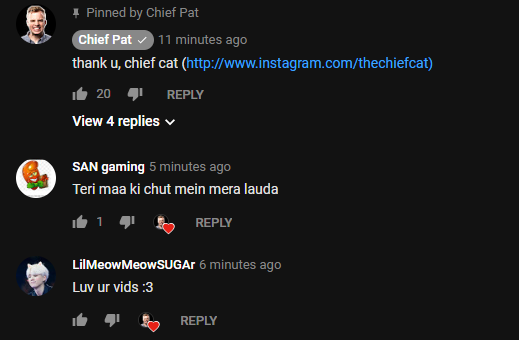 Pinned by Chief Pat
Chief Pat 11 minutes ago
thank u, chief cat (http://www.instagram.com/thechiefcat)
20 REPLY
View 4 replies
SAN gaming 5 minutes ago
Teri maa ki chut mein mera lauda
1 REPLY
LilMeowMeowSUGAr 6 minutes ago
Luv ur vids :3
REPLY